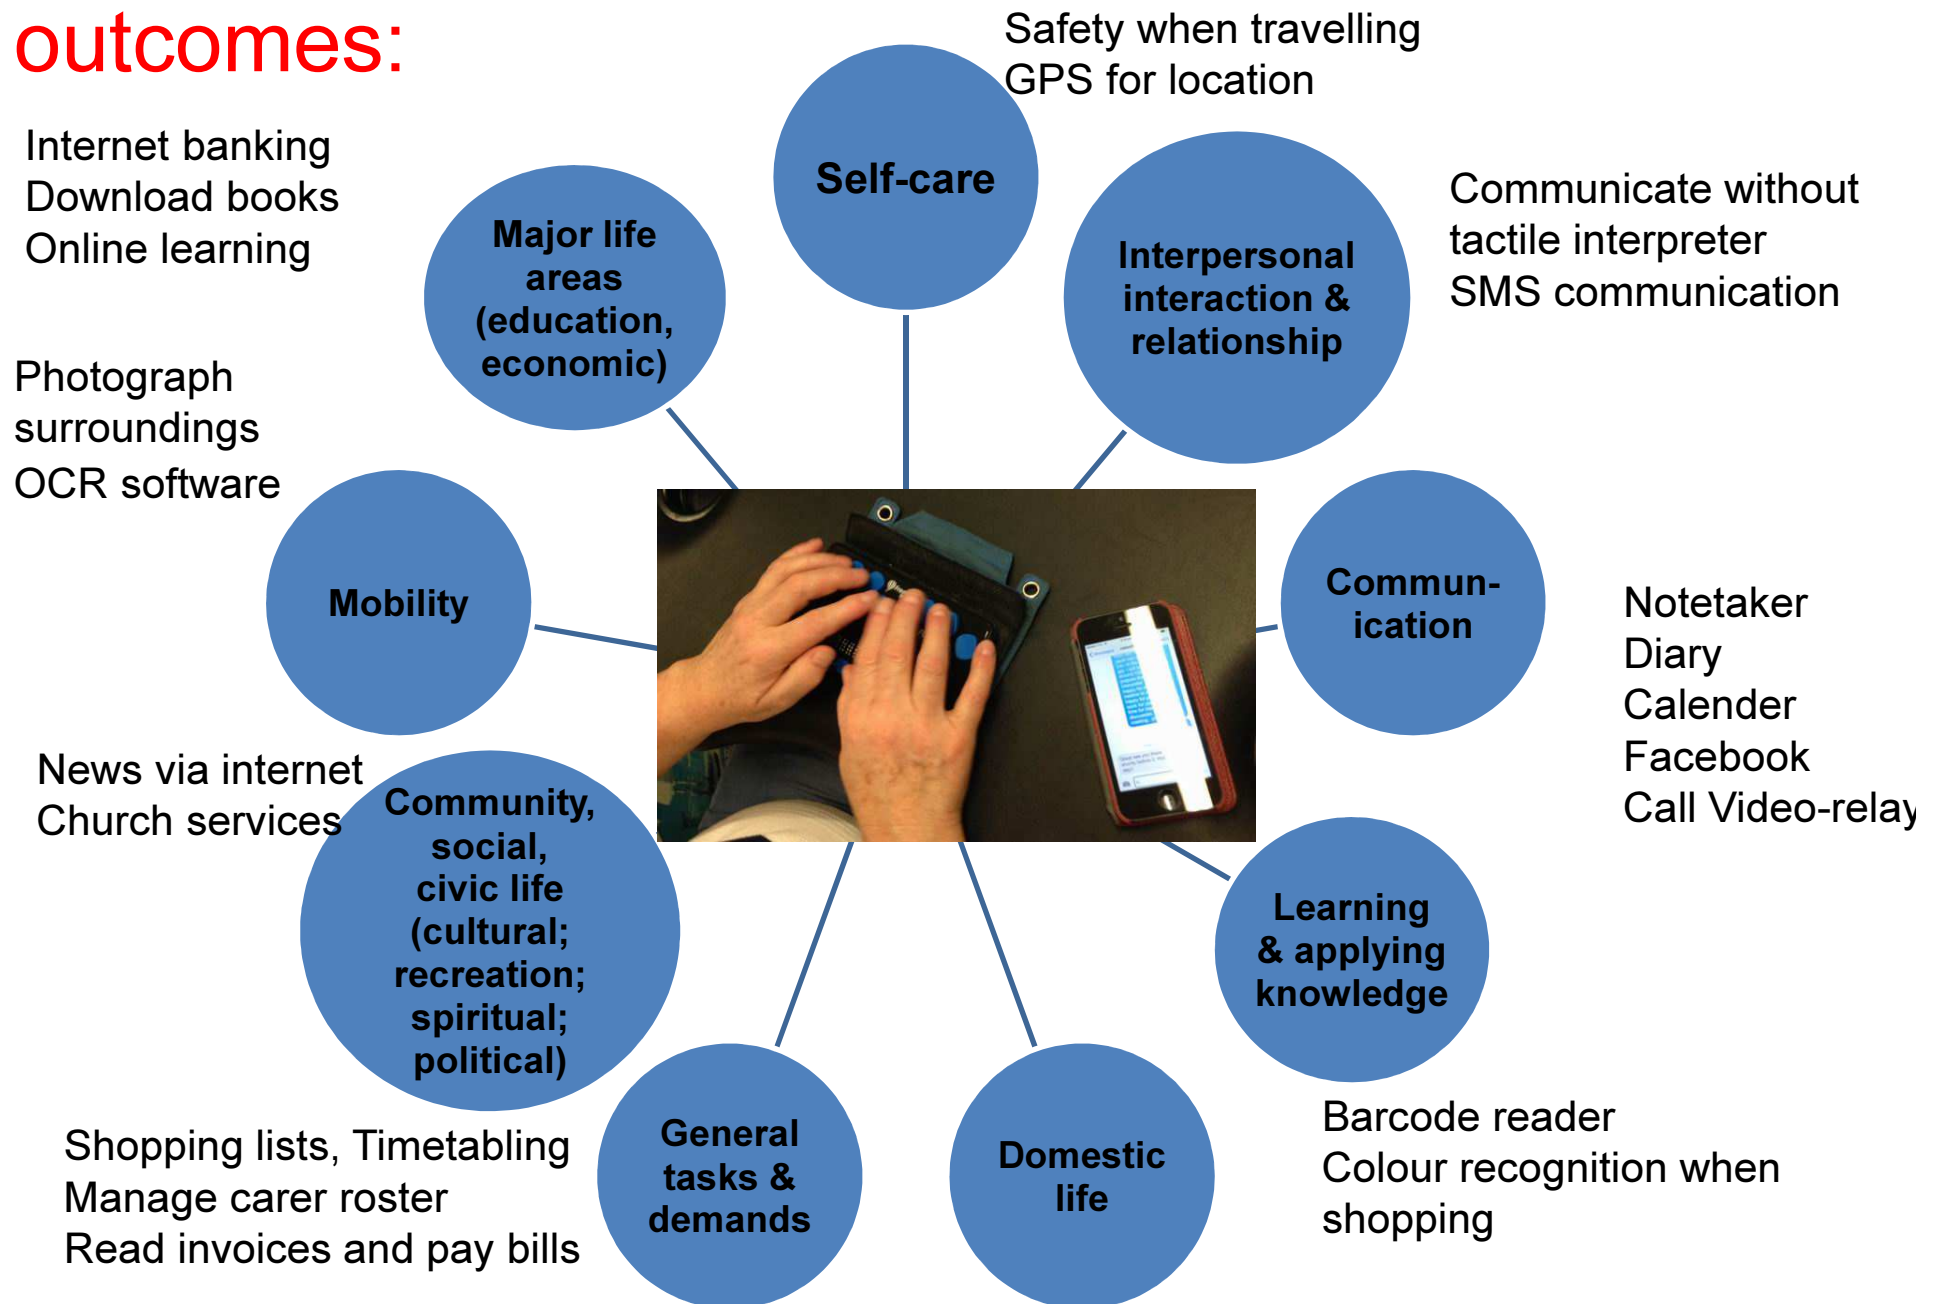 outcomes:
Safety when travelling
GPS for location
Self-care
Internet banking
Download books
Online learning
Major life
areas
(education,
economic)
Interpersonal
interaction &
relationship
Communicate without
tactile interpreter
SMS communication
Photograph
surroundings
OCR software
Mobility
Commun-
ication
Notetaker
Diary
Calender
Facebook
Call Video-relay
News via internet
Church services
Community,
social,
civic life
(cultural;
recreation;
spiritual;
political)
Learning
& applying
knowledge
Shopping lists, Timetabling
Manage carer roster
Read invoices and pay bills
General
tasks &
demands
Domestic
life
Barcode reader
Colour recognition when
shopping